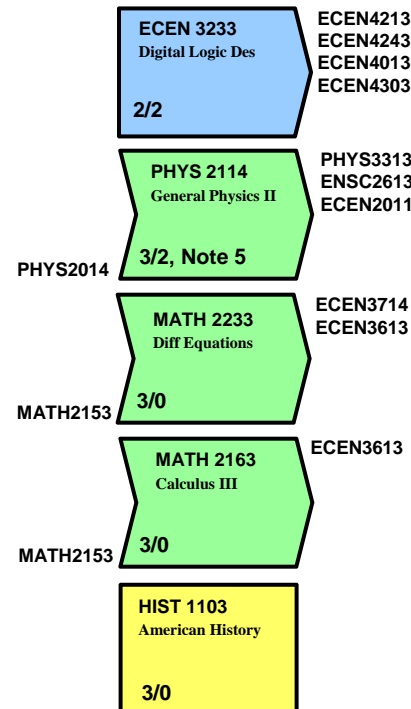 ECEN 3233
Digital Logic Des
2/2
ECEN4213
ECEN4243
ECEN4013
ECEN4303
PHYS 2114
General Physics II
3/2, Note 5
PHYS2014
PHYS3313
ENSC2613
ECEN2011
MATH 2233
Diff Equations
3/0
MATH2153
ECEN3714
ECEN3613
MATH 2163
Calculus III
3/0
MATH2153
ECEN3613
HIST 1103
American History
3/0